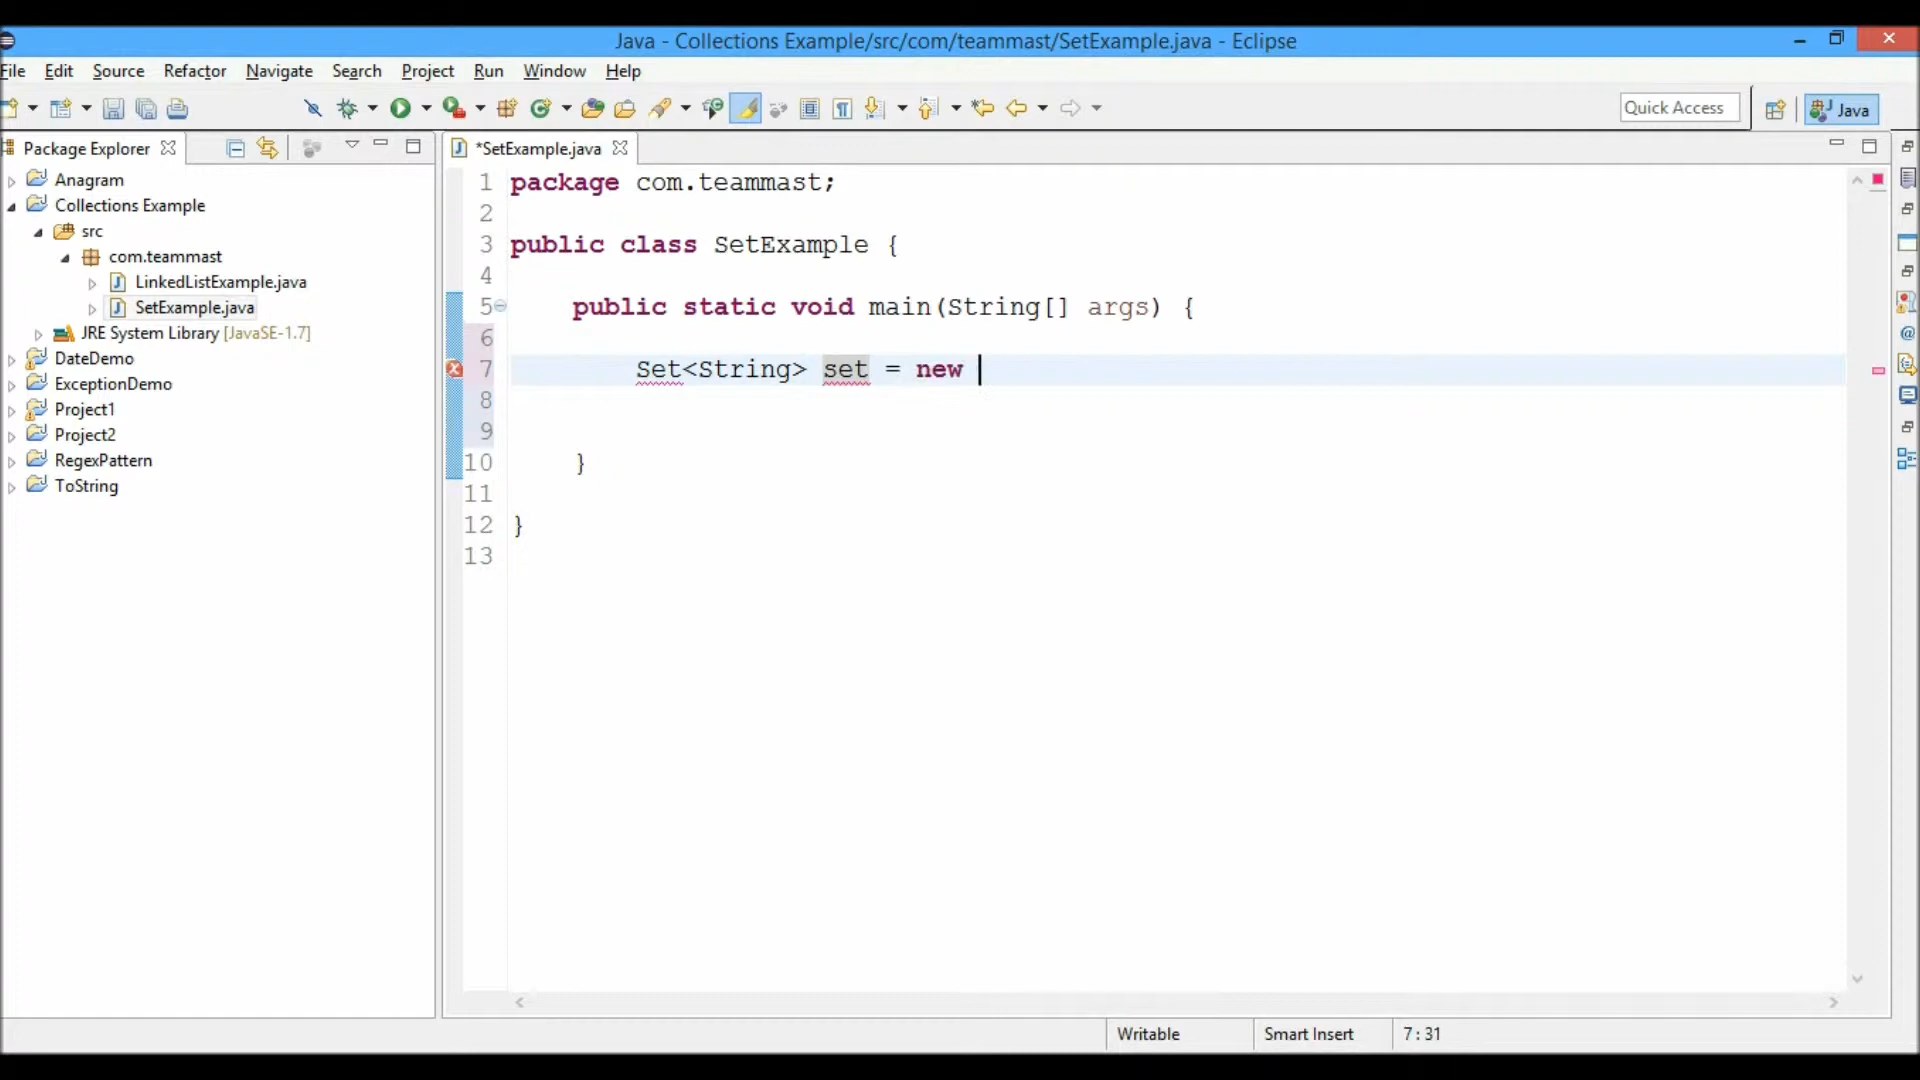 Java - Collections Example/src/com/teammast/SetExample.java - Eclipse
File Edit Source Refactor Navigate Search Project Run Window Help
Quick Access
Java
Package Explorer
*SetExample.java
Anagram
Collections Example
src
com.teammast
LinkedListExample.java
SetExample.java
JRE System Library [JavaSE-1.7]
DateDemo
ExceptionDemo
Project1
Project2
RegexPattern
ToString
1 package com.teammast;
2
3 public class SetExample {
4
5 public static void main(String[] args) {
6
7 Set<String> set = new
8
9
10 }
11
12 }
13
Writable
Smart Insert
7 : 31